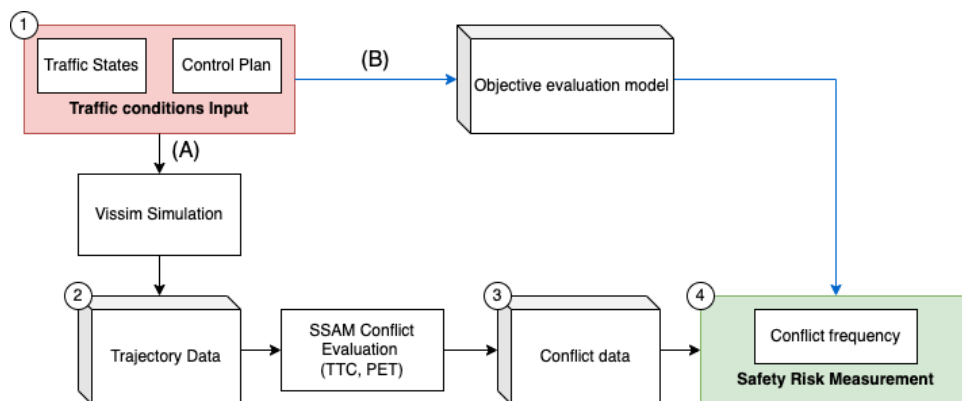 1
Traffic States
Control Plan
Traffic conditions Input
(B)
Objective evaluation model
(A)
Vissim Simulation
2
Trajectory Data
SSAM Conflict
Evaluation
(TTC, PET)
3
Conflict data
4
Conflict frequency
Safety Risk Measurement